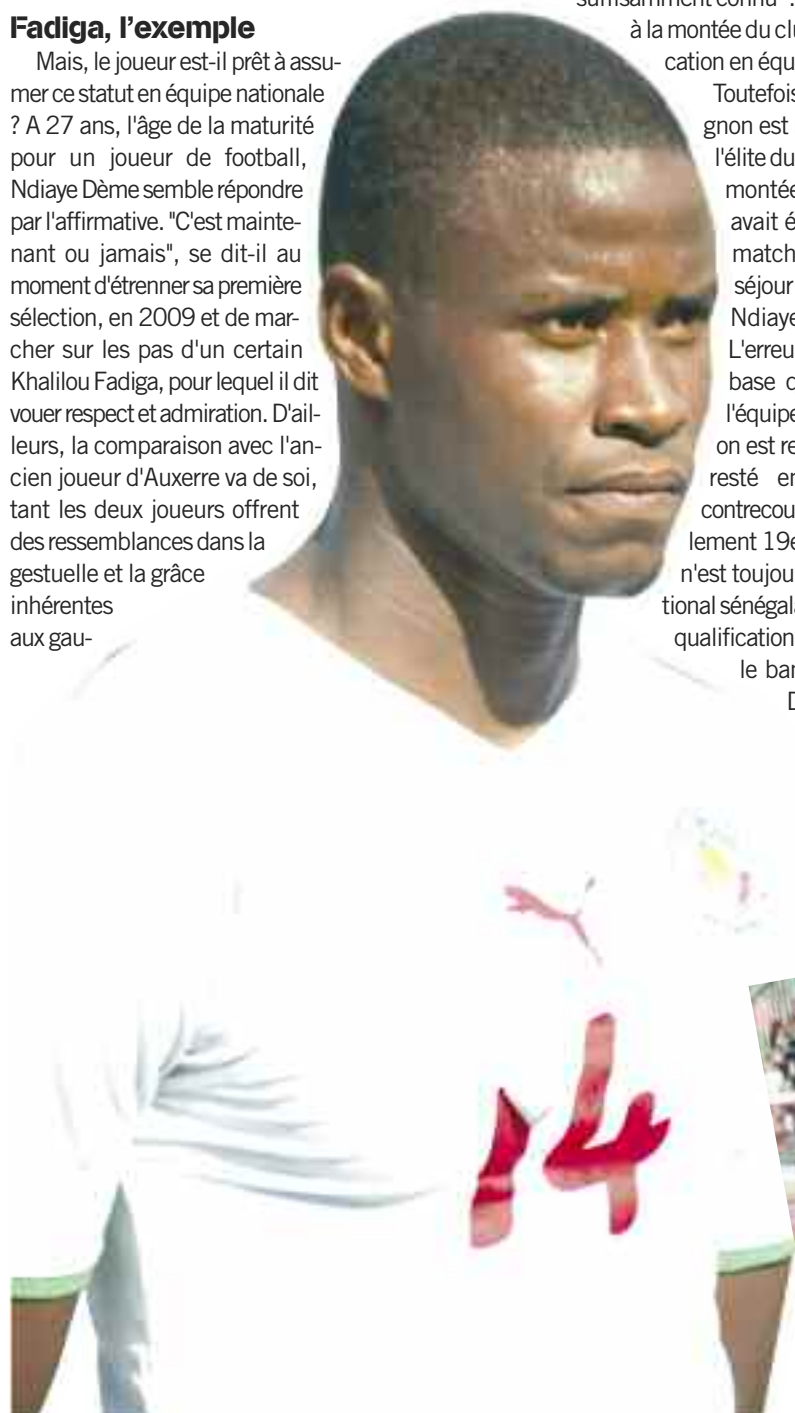 Fadiga, l'exemple
Mais, le joueur est-il prêt à assu-
mer ce statut en équipe nationale
? A 27 ans, l'âge de la maturité
pour un joueur de football,
Ndiaye Dème semble répondre
par l'affirmative. "C'est mainte-
nant ou jamais", se dit-il au
moment d'étrenner sa première
sélection, en 2009 et de mar-
cher sur les pas d'un certain
Khalilou Fadiga, pour lequel il dit
vouer respect et admiration. D'ail-
leurs, la comparaison avec l'an-
cien joueur d'Auxerre va de soi,
tant les deux joueurs offrent
des ressemblances dans la
gestuelle et la grâce
inhérentes
aux gau-
à la montée du clu
cation en équ
Toutefois
gnon est
l'élite du
montée
avait é
match
séjour
Ndiaye
L'erreu
base d
l'équipe
on est re
resté en
contrecou
lement 19e
n'est toujou
tional sénégala
qualification
le ban
D
14